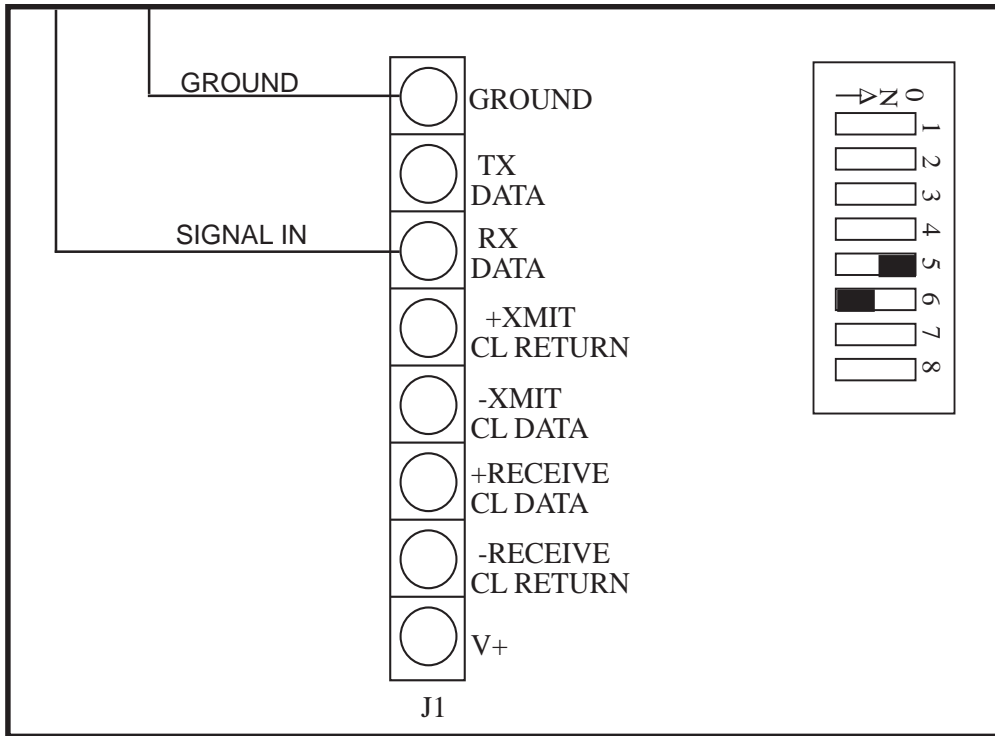 GROUND
GROUND
TX
DATA
SIGNAL IN
RX
DATA
+XMIT
CL RETURN
-XMIT
CL DATA
+RECEIVE
CL DATA
-RECEIVE
CL RETURN
V+
J1
ON
1
2
3
4
5
6
7
8